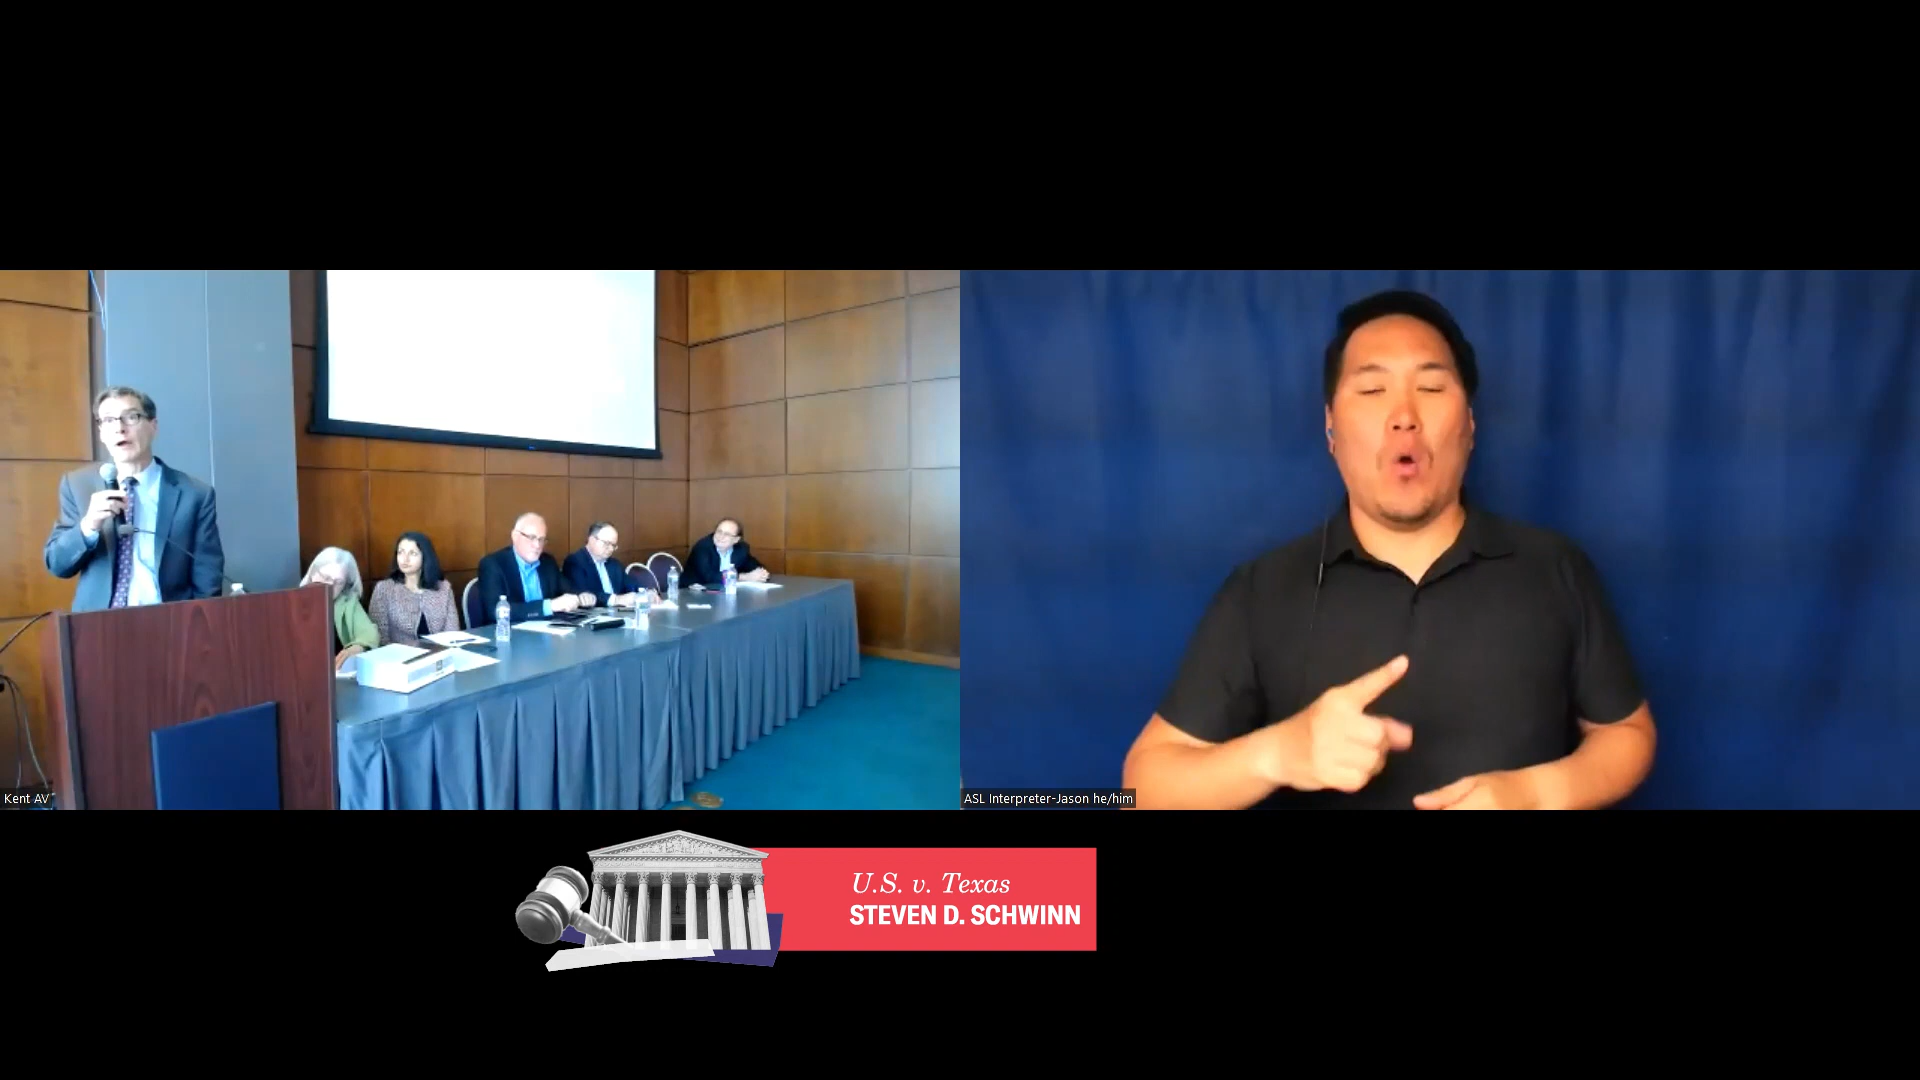 Kent AV
ASL Interpreter-Jason he/him
U.S. v. Texas
STEVEN D. SCHWINN